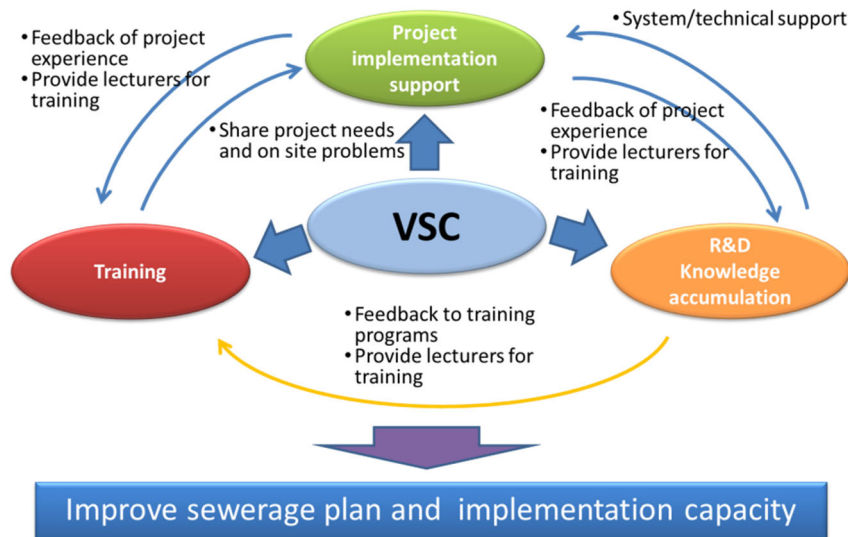 • Feedback of project
experience
• Provide lecturers for
training
Project
implementation
support
• System/technical support
• Share project needs
and on site problems
• Feedback of project
experience
• Provide lecturers for
training
VSC
Training
R&D
Knowledge
accumulation
• Feedback to training
programs
• Provide lecturers for
training
Improve sewerage plan and implementation capacity